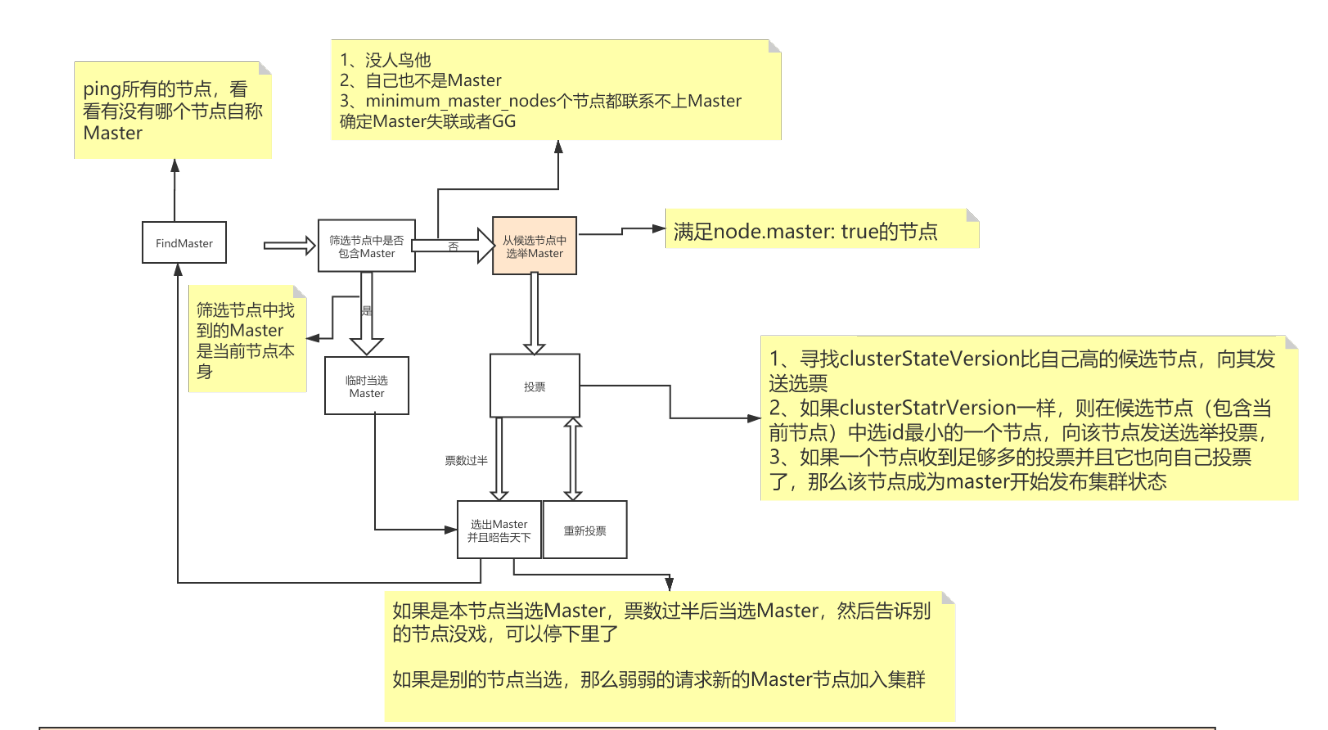 1、没人鸟他
2、自己也不是Master
3、minimum_master_nodes个节点都联系不上Master
确定Master失联或者GG
ping所有的节点，看
看有没有哪个节点自称
Master
FindMaster
筛选节点中是否
包含Master
否
从候选节点中
选举Master
满足node.master: true的节点
筛选节点中找
到的Master
是当前节点本
身
是
临时当选
Master
投票
1、寻找clusterStateVersion比自己高的候选节点，向其发
送选票
2、如果clusterStatrVersion一样，则在候选节点（包含当
前节点）中选id最小的一个节点，向该节点发送选举投票，
3、如果一个节点收到足够多的投票并且它也向自己投票
了，那么该节点成为master开始发布集群状态
票数过半
选出Master
并且昭告天下
重新投票
如果是本节点当选Master，票数过半后当选Master，然后告诉别
的节点没戏，可以停下里了
如果是别的节点当选，那么弱弱的请求新的Master节点加入集群